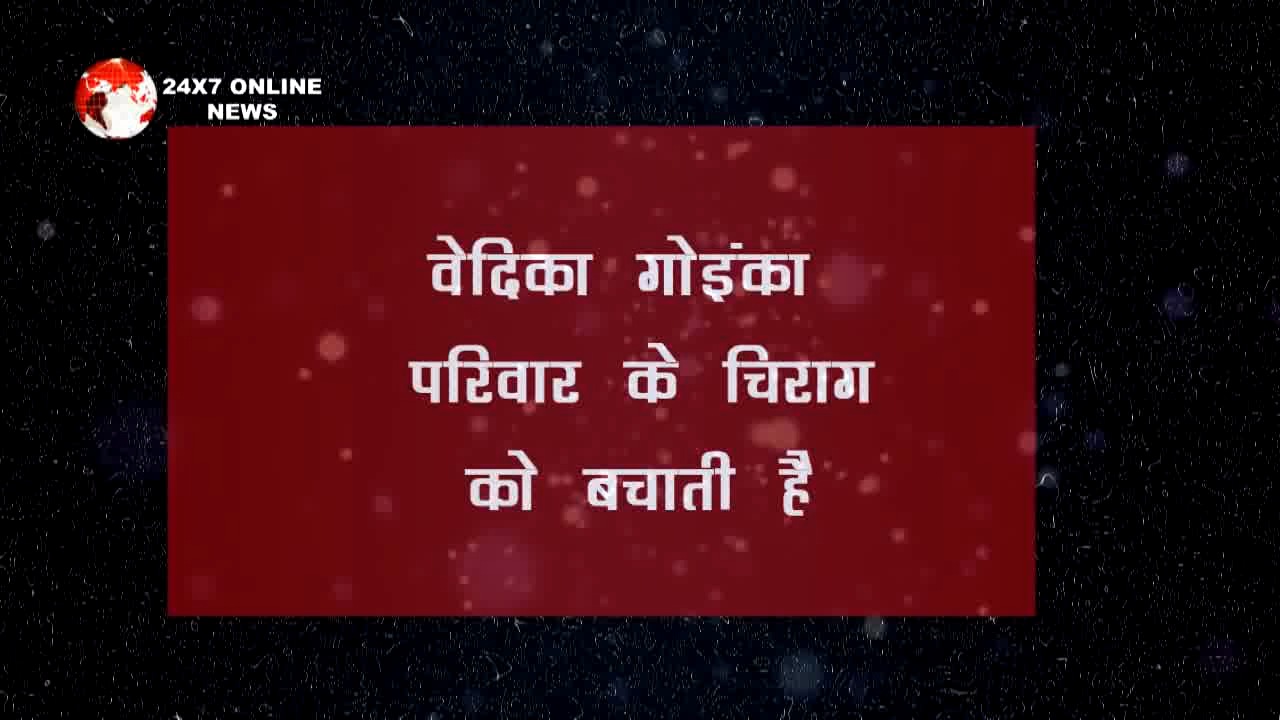 24X7 ONLINE
NEWS
वेदिका गोइंका
परिवार के चिराग
को बचाती है